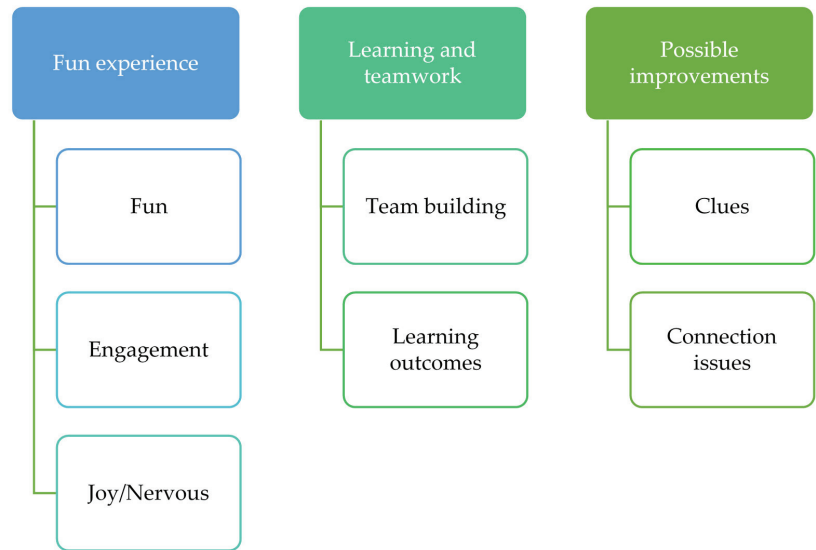 Fun experience
Fun
Engagement
Joy/Nervous
Learning and
teamwork
Team building
Learning
outcomes
Possible
improvements
Clues
Connection
issues